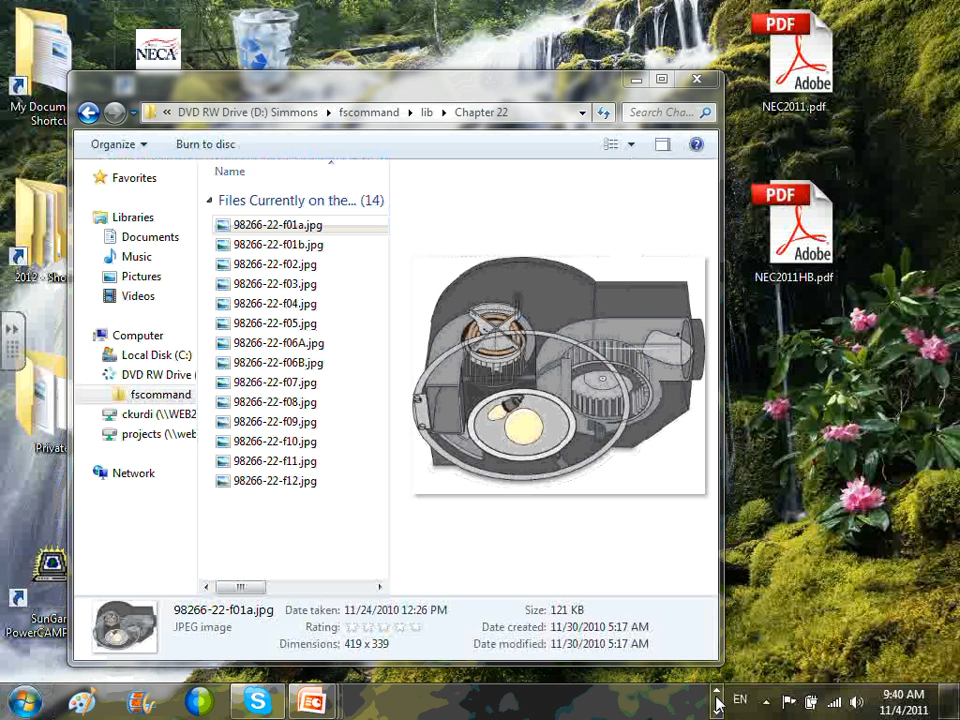 NECA
PDF
Adobe
NEC2011.pdf
My Docum
Shortcu
« DVD RW Drive (D:) Simmons fscommand lib Chapter 22
Search Cha...
Organize
Burn to disc
Name
Favorites
Libraries
Documents
Music
Pictures
Videos
Computer
Local Disk (C:)
DVD RW Drive (
fscommand
ckurdi (\\WEB2
projects (\\web
Network
Files Currently on the... (14)
98266-22-f01a.jpg
98266-22-f01b.jpg
98266-22-f02.jpg
98266-22-f03.jpg
98266-22-f04.jpg
98266-22-f05.jpg
98266-22-f06A.jpg
98266-22-f06B.jpg
98266-22-f07.jpg
98266-22-f08.jpg
98266-22-f09.jpg
98266-22-f10.jpg
98266-22-f11.jpg
98266-22-f12.jpg
PDF
Adobe
NEC2011HB.pdf
2012 - Sho
Private
SunGar
PowerCAMP
98266-22-f01a.jpg
JPEG image
Date taken: 11/24/2010 12:26 PM
Rating:
Dimensions: 419 x 339
Size: 121 KB
Date created: 11/30/2010 5:17 AM
Date modified: 11/30/2010 5:17 AM
EN
9:40 AM
11/4/2011